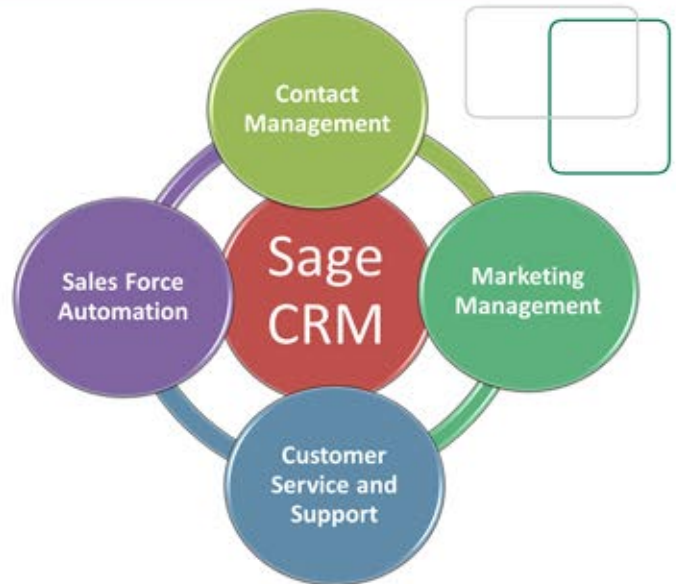 Contact
Management
Sales Force
Automation
Sage
CRM
Marketing
Management
Customer
Service and
Support